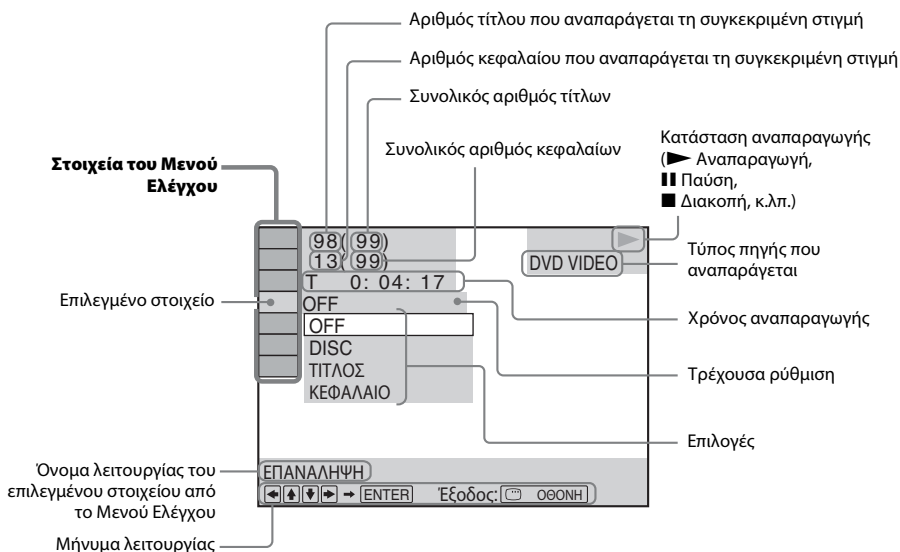 Αριθμός τίτλου που αναπαράγεται τη συγκεκριμένη στιγμή
Αριθμός κεφαλαίου που αναπαράγεται τη συγκεκριμένη στιγμή
Συνολικός αριθμός τίτλων
Συνολικός αριθμός κεφαλαίων
Κατάσταση αναπαραγωγής
(► Αναπαραγωγή,
▮▮ Παύση,
■ Διακοπή, κ.λπ.)
Στοιχεία του Μενού
Ελέγχου
98( 99)
13( 99)
T 0: 04: 17
OFF
OFF
DISC
ΤΙΤΛΟΣ
ΚΕΦΑΛΑΙΟ
DVD VIDEO
Τύπος πηγής που
αναπαράγεται
Επιλεγμένο στοιχείο
Χρόνος αναπαραγωγής
Τρέχουσα ρύθμιση
Επιλογές
Όνομα λειτουργίας του
επιλεγμένου στοιχείου από
το Μενού Ελέγχου
ΕΠΑΝΑΛΗΨΗ
←↑↓→ → ENTER Έξοδος: ΟΘΟΝΗ
Μήνυμα λειτουργίας